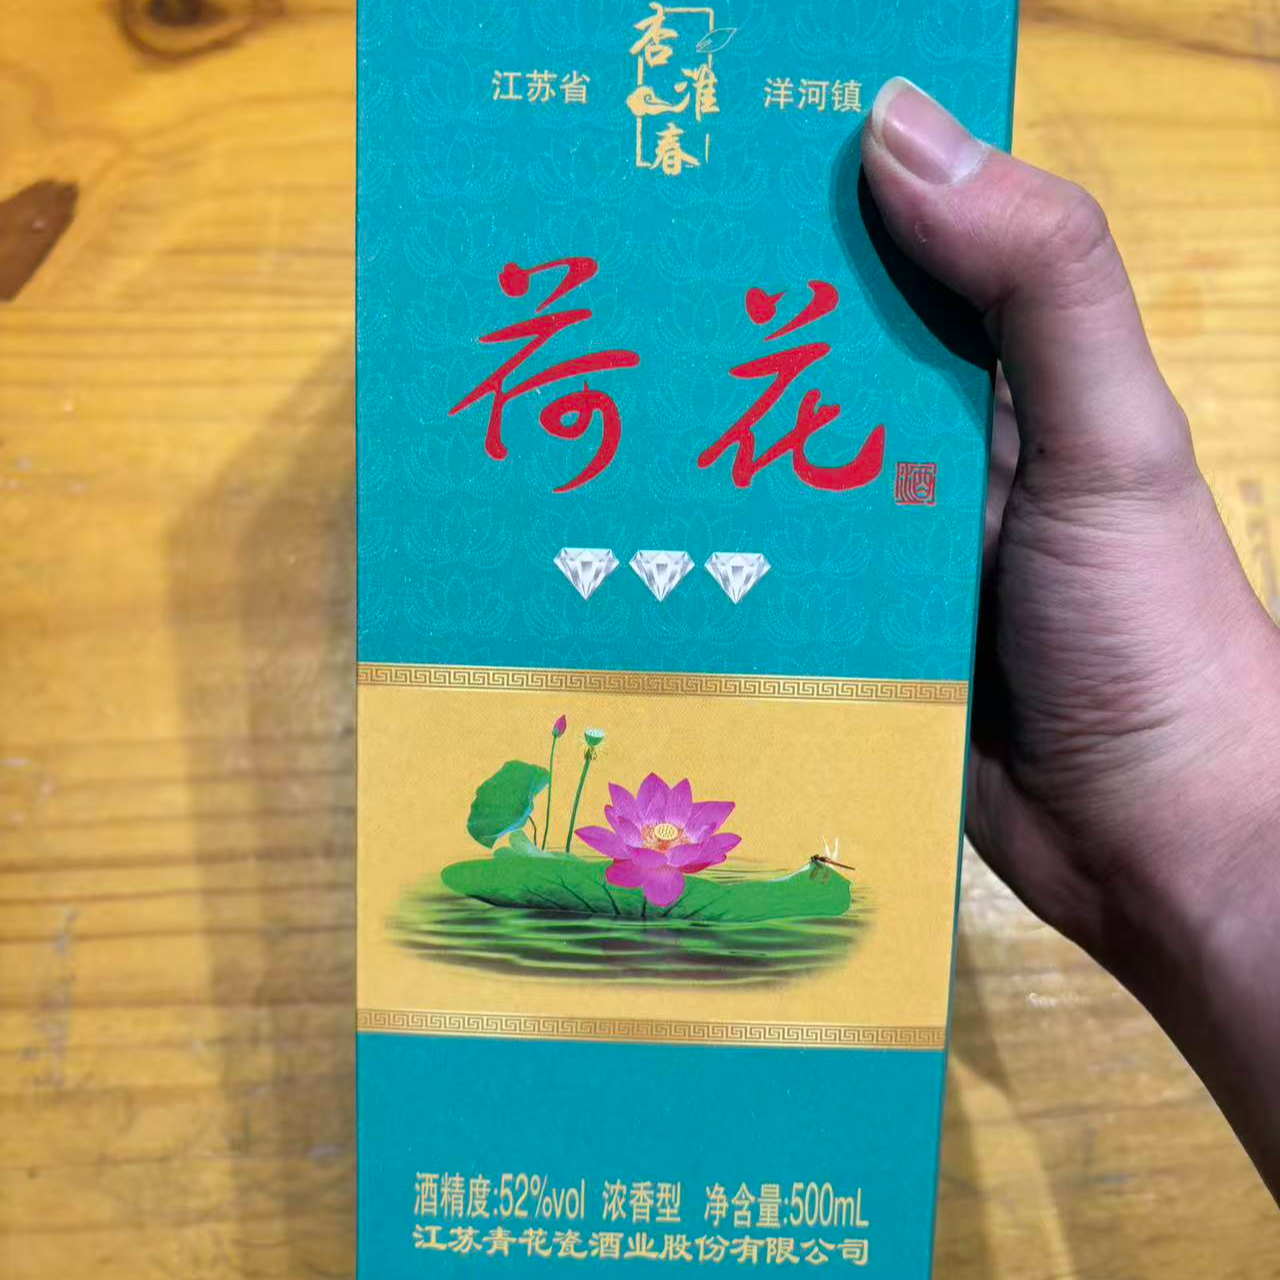 杏淮春
江苏省 洋河镇
荷花
酒
酒精度:52%vol 浓香型 净含量:500mL
江苏青花瓷酒业股份有限公司